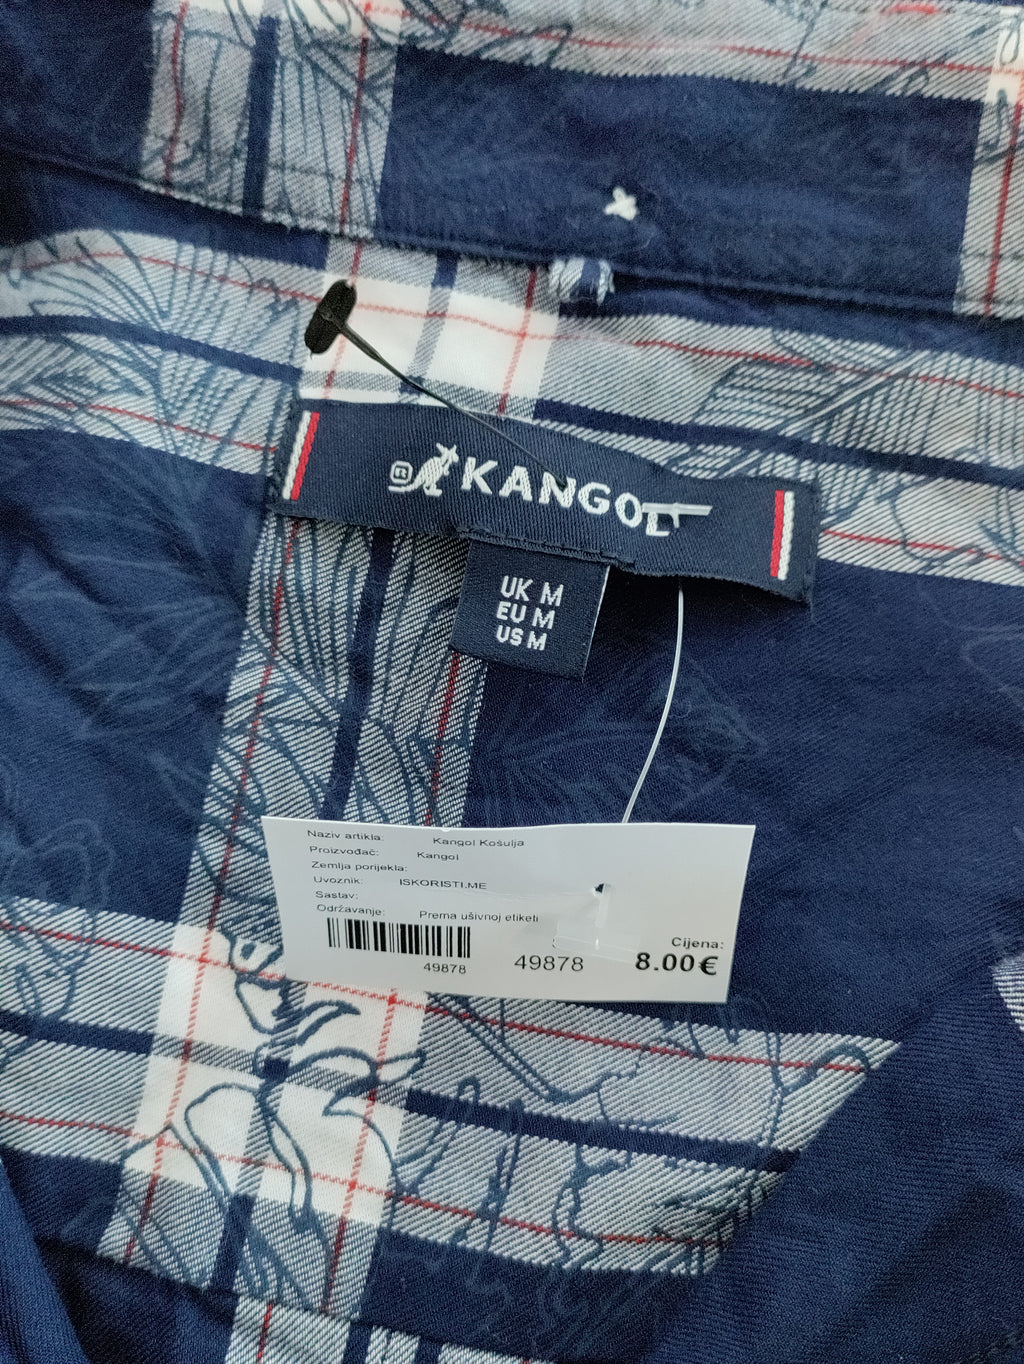 ® KANGOL
UK M
EU M
US M
Naziv artikla: Kangol Košulja
Proizvođač: Kangol
Zemlja porijekla:
Uvoznik: ISKORISTI.ME
Sastav:
Održavanje: Prema ušivnoj etiketi
49878
49878
Cijena:
8.00€